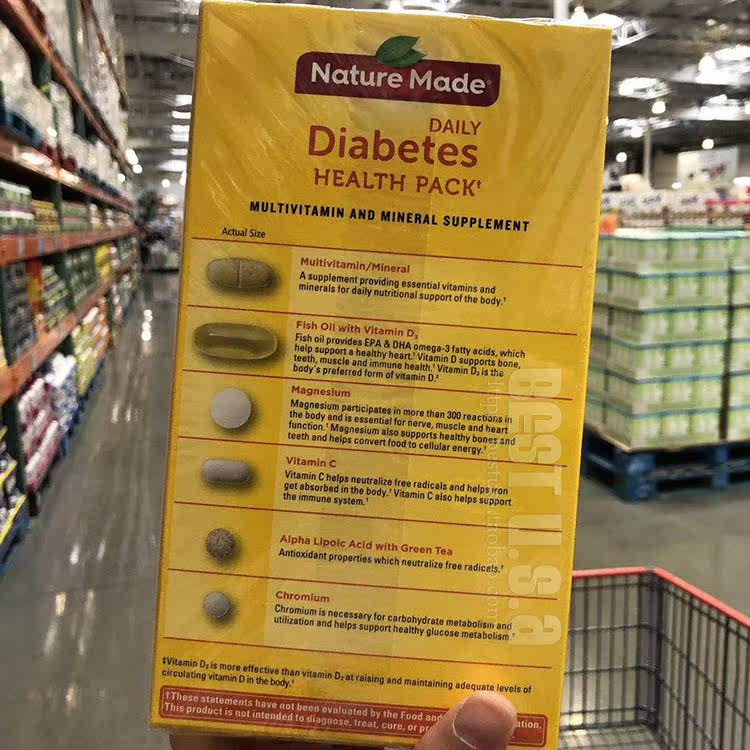 Nature Made
DAILY
Diabetes
HEALTH PACK†
MULTIVITAMIN AND MINERAL SUPPLEMENT
Actual Size
Multivitamin/Mineral
A supplement providing essential vitamins and
minerals for daily nutritional support of the body.†
Fish Oil with Vitamin D₃
Fish oil provides EPA & DHA omega-3 fatty acids, which
help support a healthy heart.† Vitamin D supports bone,
teeth, muscle and immune health.† Vitamin D₃ is the
body's preferred form of vitamin D.‡
Magnesium
Magnesium participates in more than 300 reactions in
the body and is essential for nerve, muscle and heart
function.† Magnesium also supports healthy bones and
teeth and helps convert food to cellular energy.†
Vitamin C
Vitamin C helps neutralize free radicals and helps iron
get absorbed in the body.† Vitamin C also helps support
the immune system.†
Alpha Lipoic Acid with Green Tea
Antioxidant properties which neutralize free radicals.†
Chromium
Chromium is necessary for carbohydrate metabolism and
utilization and helps support healthy glucose metabolism.†
‡Vitamin D₃ is more effective than vitamin D₂ at raising and maintaining adequate levels of
circulating vitamin D in the body.†
†These statements have not been evaluated by the Food and
This product is not intended to diagnose, treat, cure, or
BEST U.S.a